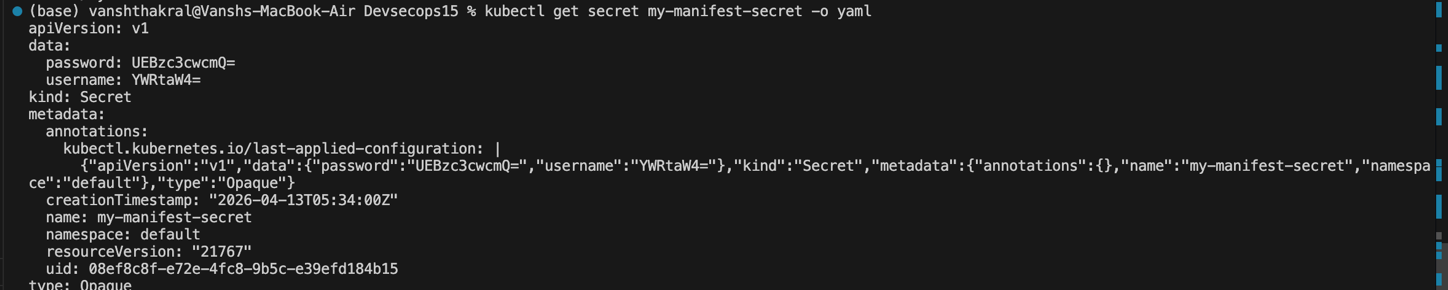 (base) vanshthakral@Vanshs-MacBook-Air Devsecops15 % kubectl get secret my-manifest-secret -o yaml
apiVersion: v1
data:
  password: UEBzc3cwcmQ=
  username: YWRtaW4=
kind: Secret
metadata:
  annotations:
    kubectl.kubernetes.io/last-applied-configuration: |
      {"apiVersion":"v1","data":{"password":"UEBzc3cwcmQ=","username":"YWRtaW4="},"kind":"Secret","metadata":{"annotations":{},"name":"my-manifest-secret","namespa
ce":"default"},"type":"Opaque"}
  creationTimestamp: "2026-04-13T05:34:00Z"
  name: my-manifest-secret
  namespace: default
  resourceVersion: "21767"
  uid: 08ef8c8f-e72e-4fc8-9b5c-e39efd184b15
type: Opaque